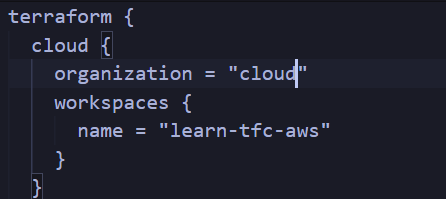 terraform {
  cloud {
    organization = "cloud"
    workspaces {
      name = "learn-tfc-aws"
    }
  }